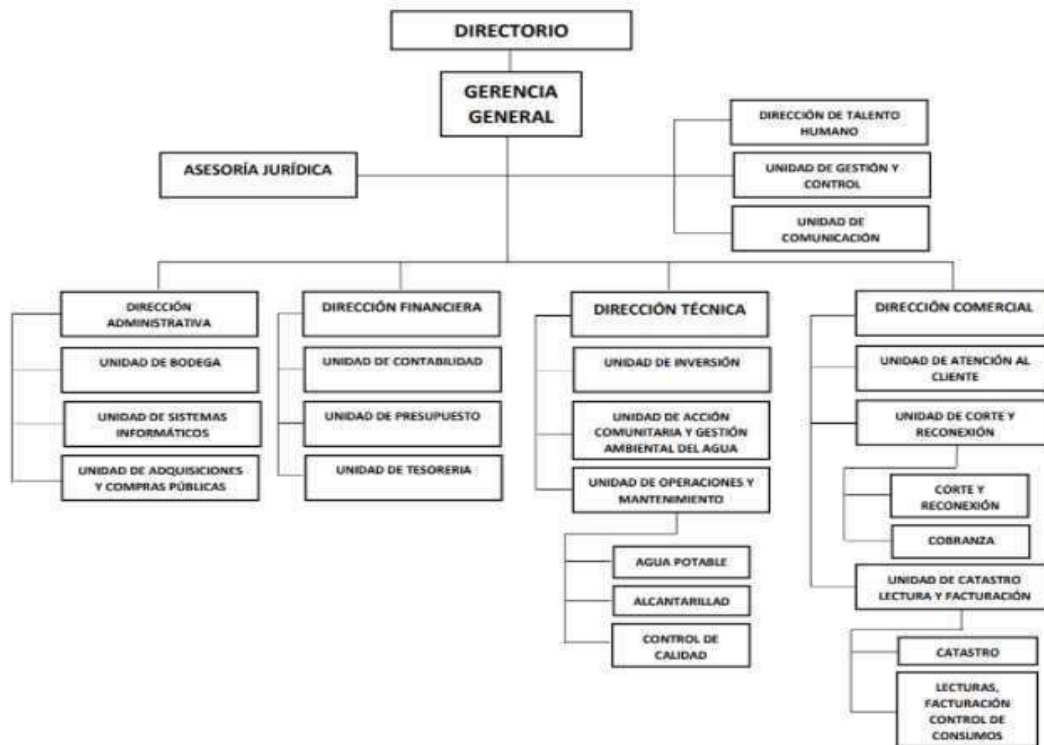 DIRECTORIO
GERENCIA
GENERAL
DIRECCIÓN DE TALENTO
HUMANO
ASESORÍA JURÍDICA
UNIDAD DE GESTIÓN Y
CONTROL
UNIDAD DE
COMUNICACIÓN
DIRECCIÓN
ADMINISTRATIVA
UNIDAD DE BODEGA
UNIDAD DE SISTEMAS
INFORMÁTICOS
UNIDAD DE ADQUISICIONES
Y COMPRAS PÚBLICAS
DIRECCIÓN FINANCIERA
UNIDAD DE CONTABILIDAD
UNIDAD DE PRESUPUESTO
UNIDAD DE TESORERIA
DIRECCIÓN TÉCNICA
UNIDAD DE INVERSIÓN
UNIDAD DE ACCIÓN
COMUNITARIA Y GESTIÓN
AMBIENTAL DEL AGUA
UNIDAD DE OPERACIONES Y
MANTENIMIENTO
AGUA POTABLE
ALCANTARILLAD
CONTROL DE
CALIDAD
DIRECCIÓN COMERCIAL
UNIDAD DE ATENCIÓN AL
CLIENTE
UNIDAD DE CORTE Y
RECONEXIÓN
CORTE Y
RECONEXIÓN
COBRANZA
UNIDAD DE CATASTRO
LECTURA Y FACTURACIÓN
CATASTRO
LECTURAS,
FACTURACIÓN
CONTROL DE
CONSUMOS